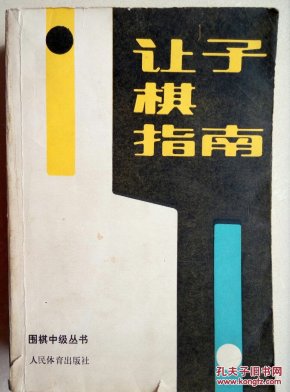 让子
棋
指南
围棋中级丛书
人民体育出版社
孔夫子旧书网